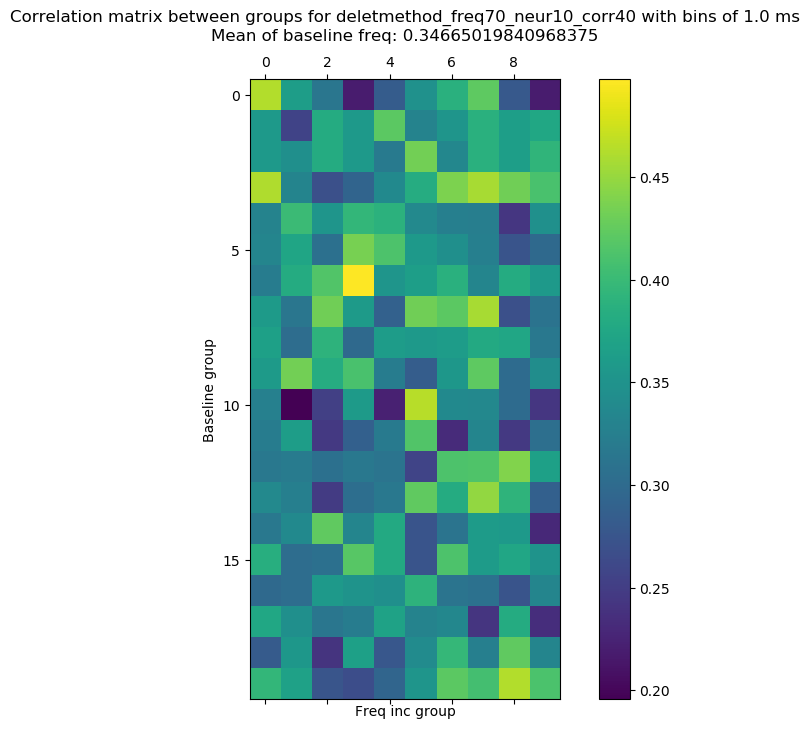 Correlation matrix between groups for deletmethod_freq70_neur10_corr40 with bins of 1.0 ms
Mean of baseline freq: 0.34665019840968375
0 2 4 6 8
0
5
10
15
Baseline group
Freq inc group
0.45
0.40
0.35
0.30
0.25
0.20